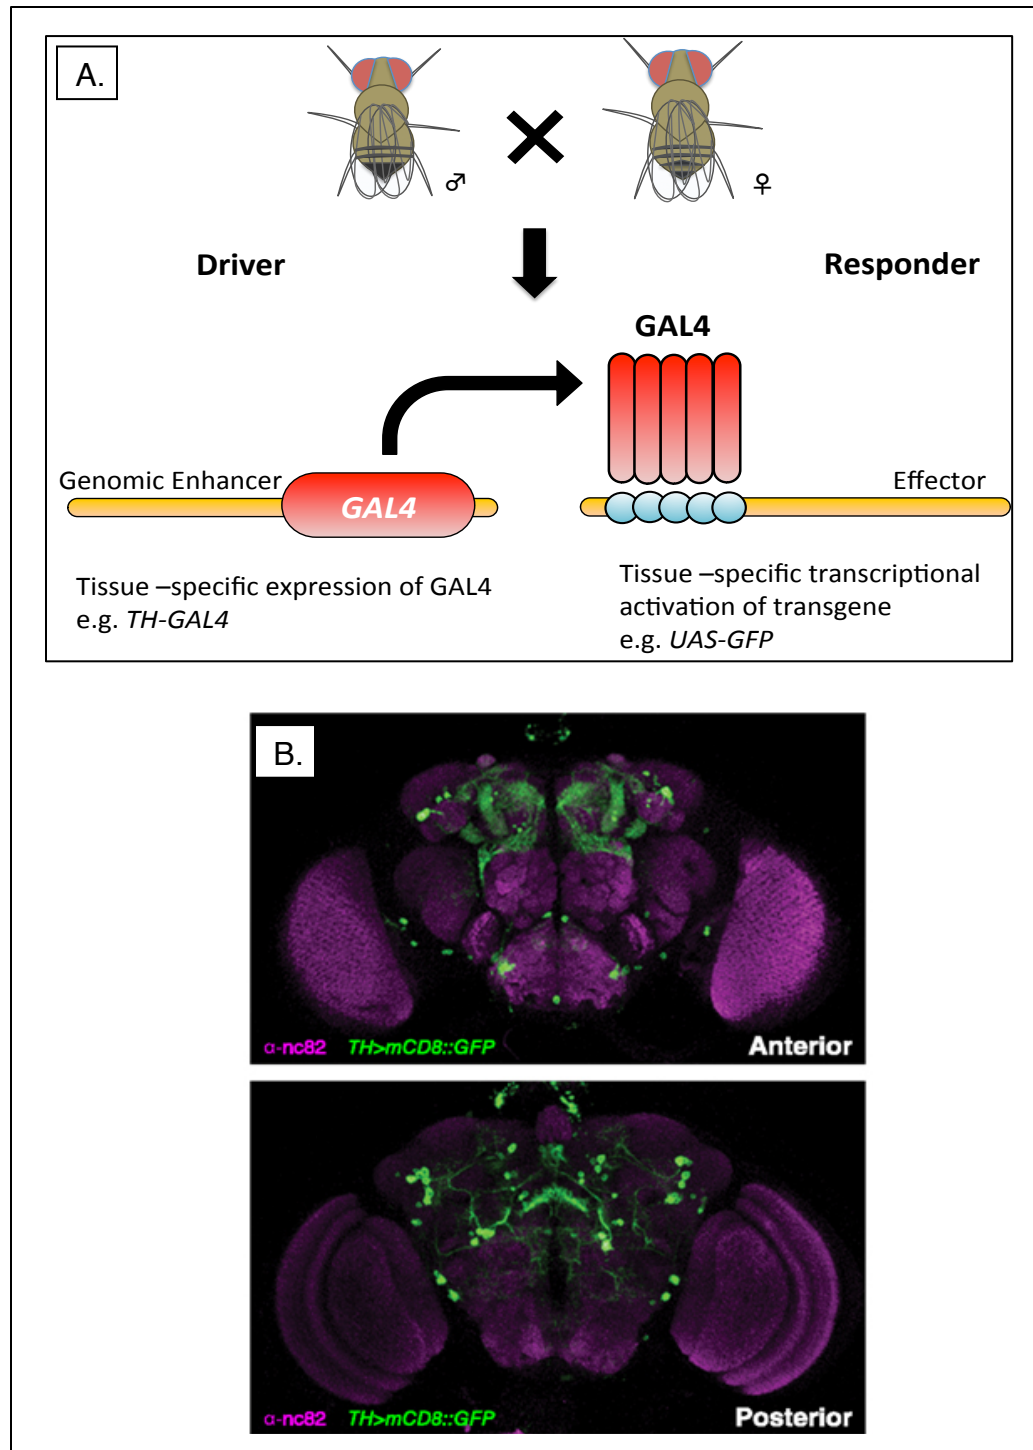 A.
♂
♀
Driver
Responder
GAL4
Genomic Enhancer
GAL4
Effector
Tissue –specific expression of GAL4
e.g. TH-GAL4
Tissue –specific transcriptional
activation of transgene
e.g. UAS-GFP
B.
α-nc82 TH>mCD8::GFP Anterior
α-nc82 TH>mCD8::GFP Posterior